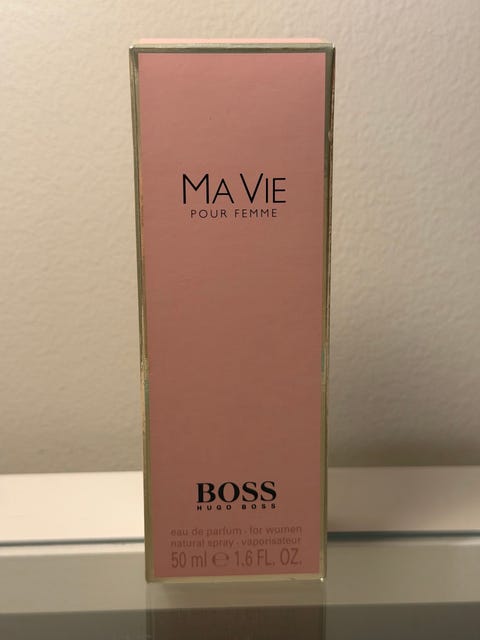 MA VIE
POUR FEMME
BOSS
HUGO BOSS
eau de parfum - for women
natural spray - vaporisateur
50 ml ℮ 1.6 FL. OZ.